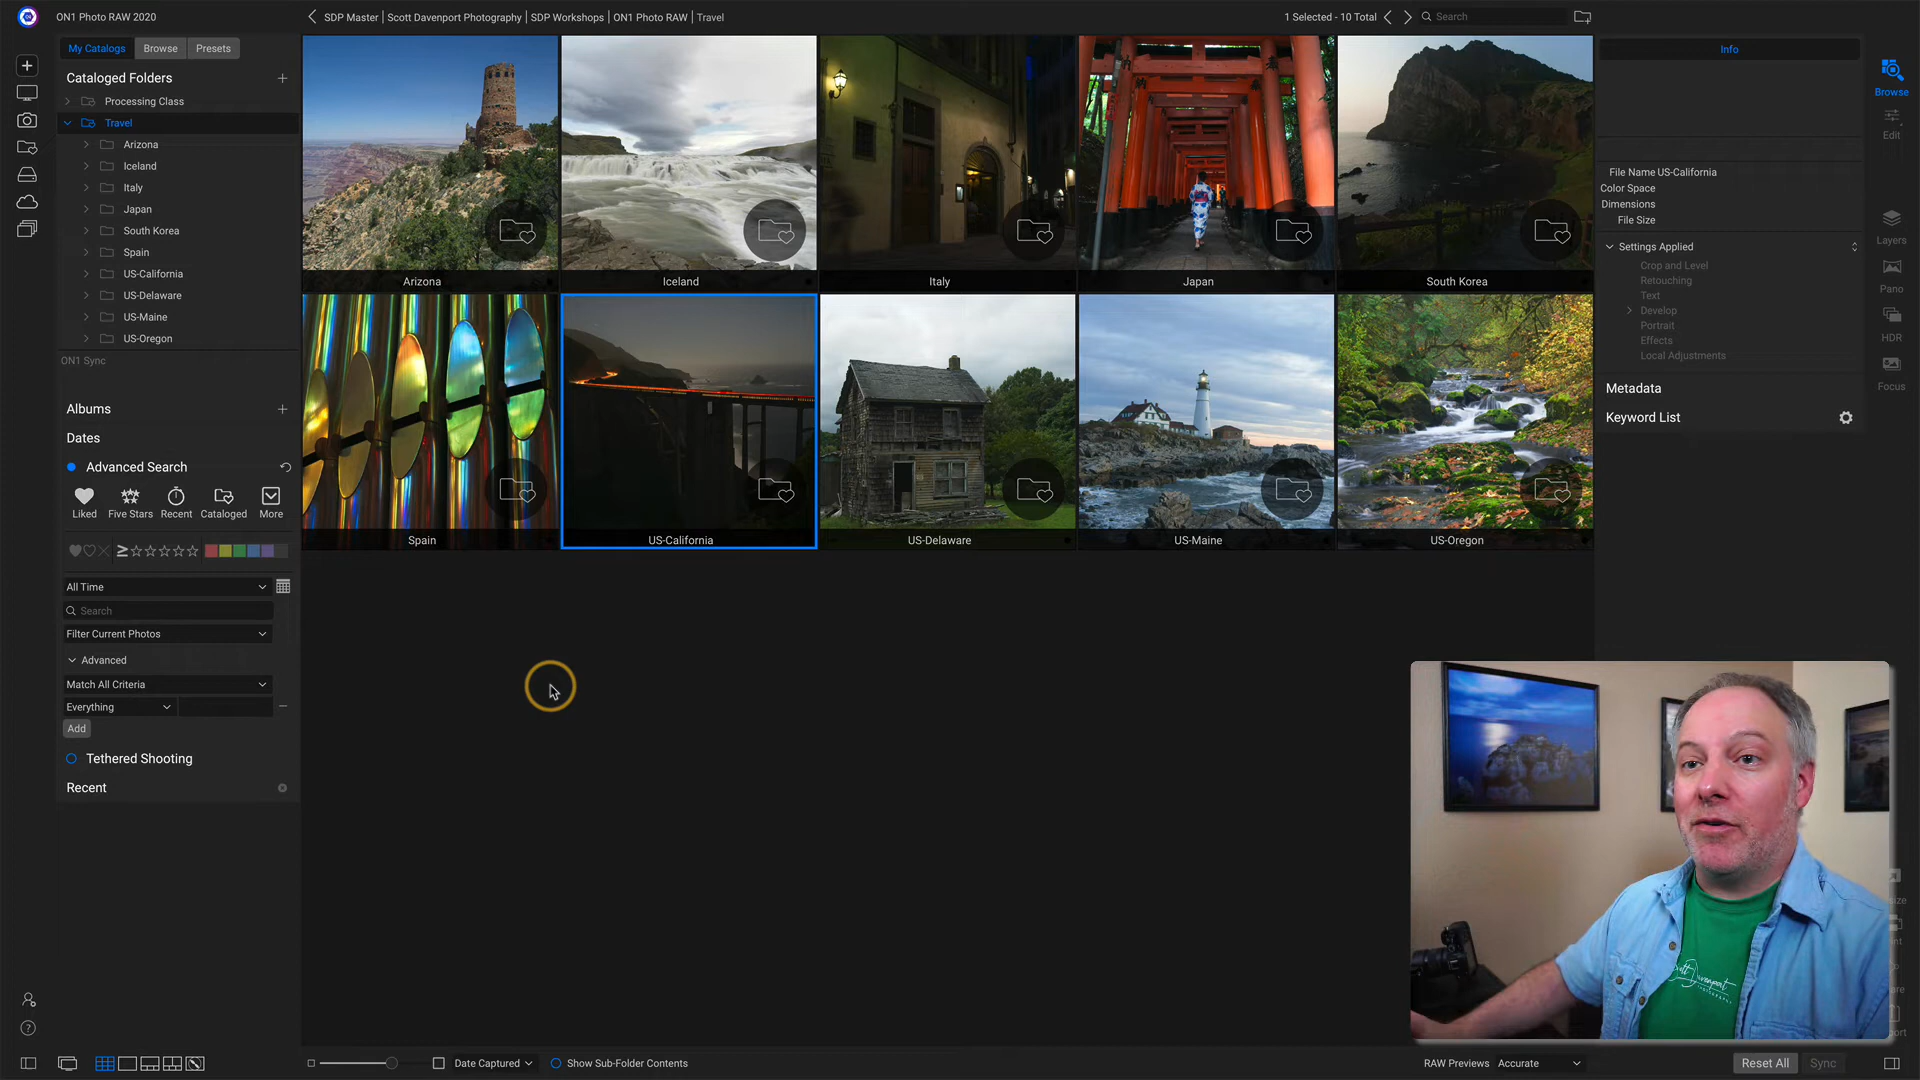 ON1 Photo RAW 2020
SDP Master | Scott Davenport Photography | SDP Workshops | ON1 Photo RAW | Travel
1 Selected - 10 Total
Search
My Catalogs
Browse
Presets
Info
Cataloged Folders
Processing Class
Travel
Arizona
Iceland
Italy
Japan
South Korea
Spain
US-California
US-Delaware
US-Maine
US-Oregon
ON1 Sync
Albums
Dates
Advanced Search
Liked
Five Stars
Recent
Cataloged
More
All Time
Search
Filter Current Photos
Advanced
Match All Criteria
Everything
Add
Tethered Shooting
Recent
Arizona
Iceland
Italy
Japan
South Korea
Spain
US-California
US-Delaware
US-Maine
US-Oregon
File Name US-California
Color Space
Dimensions
File Size
Settings Applied
Crop and Level
Retouching
Text
Develop
Portrait
Effects
Local Adjustments
Metadata
Keyword List
Browse
Edit
Layers
Pano
HDR
Focus
Scott Davenport
Date Captured
Show Sub-Folder Contents
RAW Previews Accurate
Reset All
Sync